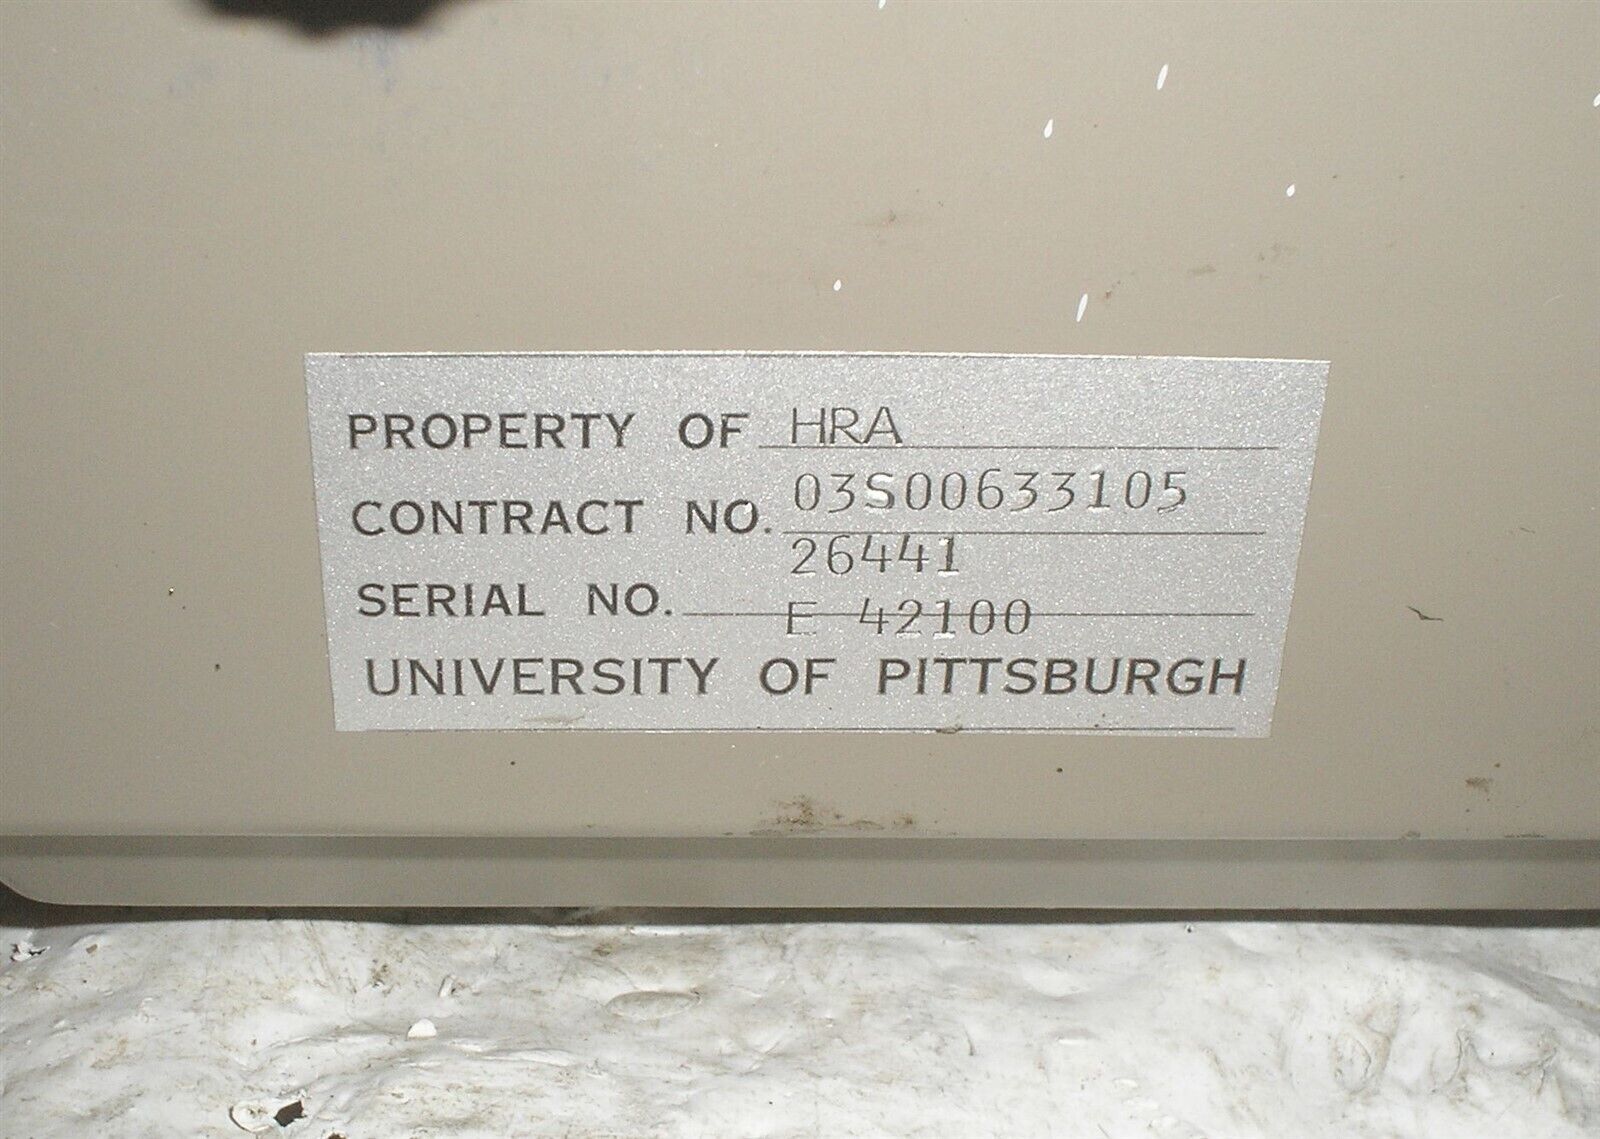 PROPERTY OF HRA
CONTRACT NO. 03S00633105
26441
SERIAL NO. E 42100
UNIVERSITY OF PITTSBURGH